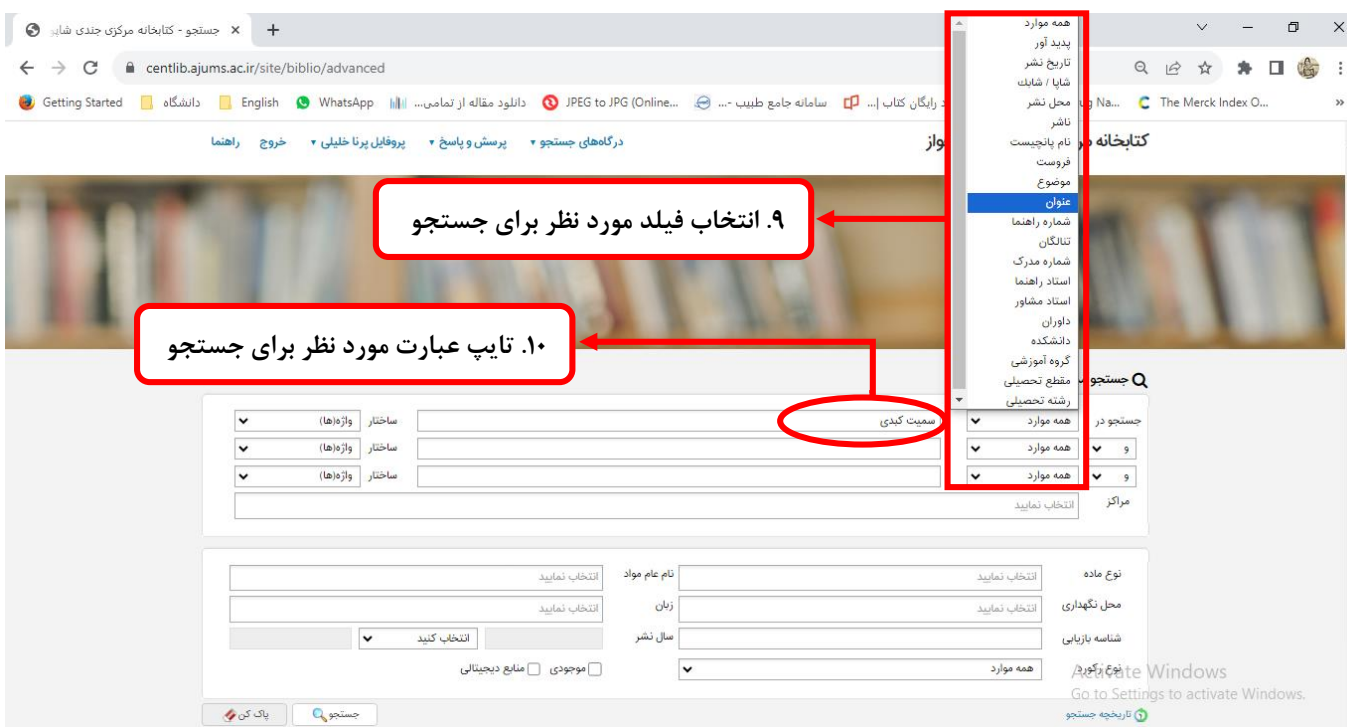 جستجو - کتابخانه مرکزی جندی شاپو
centlib.ajums.ac.ir/site/biblio/advanced
Getting Started
دانشگاه
English
WhatsApp
دانلود مقاله از تمامی...
JPEG to JPG (Online...
سامانه جامع طبیب -...
د رایگان کتاب |...
g Na...
The Merck Index O...
»
کتابخانه
واز
درگاه‌های جستجو
پرسش و پاسخ
پروفایل پرنا خلیلی
خروج
راهنما
همه موارد
پدید آور
تاریخ نشر
شاپا / شابك
محل نشر
ناشر
نام پانچیست
فروست
موضوع
عنوان
شماره راهنما
تنالگان
شماره مدرک
استاد راهنما
استاد مشاور
داوران
دانشکده
گروه آموزشی
مقطع تحصیلی
رشته تحصیلی
۹. انتخاب فیلد مورد نظر برای جستجو
۱۰. تایپ عبارت مورد نظر برای جستجو
جستجو
جستجو در همه موارد سمیت کبدی ساختار واژه(ها)
و همه موارد ساختار واژه(ها)
و همه موارد ساختار واژه(ها)
مراکز انتخاب نمایید
نوع ماده انتخاب نمایید نام عام مواد انتخاب نمایید
محل نگهداری انتخاب نمایید زبان انتخاب نمایید
شناسه بازیابی سال نشر انتخاب کنید
نوع رکورد همه موارد موجودی منابع دیجیتالی
Activate Windows
Go to Settings to activate Windows.
تاریخچه جستجو جستجو پاک کن